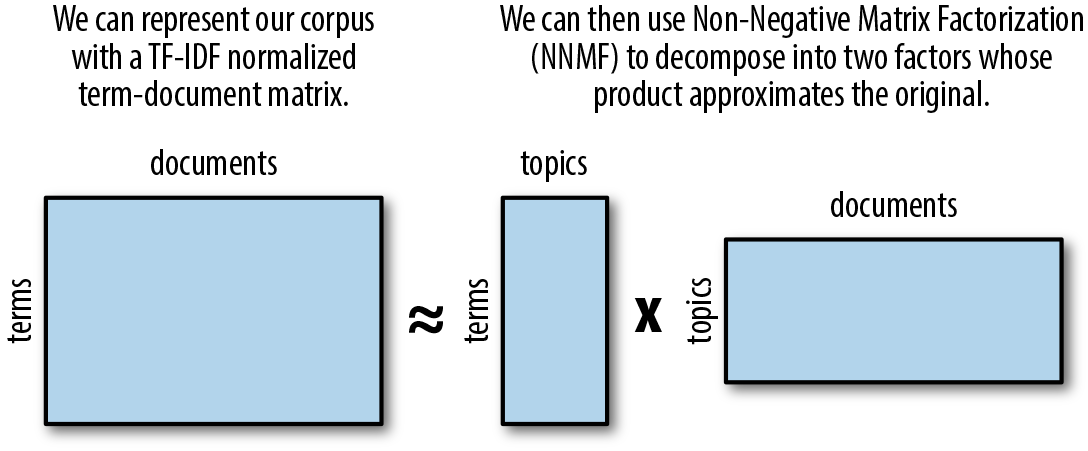 We can represent our corpus
with a TF-IDF normalized
term-document matrix.
We can then use Non-Negative Matrix Factorization
(NNMF) to decompose into two factors whose
product approximates the original.
documents
terms
≈
topics
terms
x
documents
topics